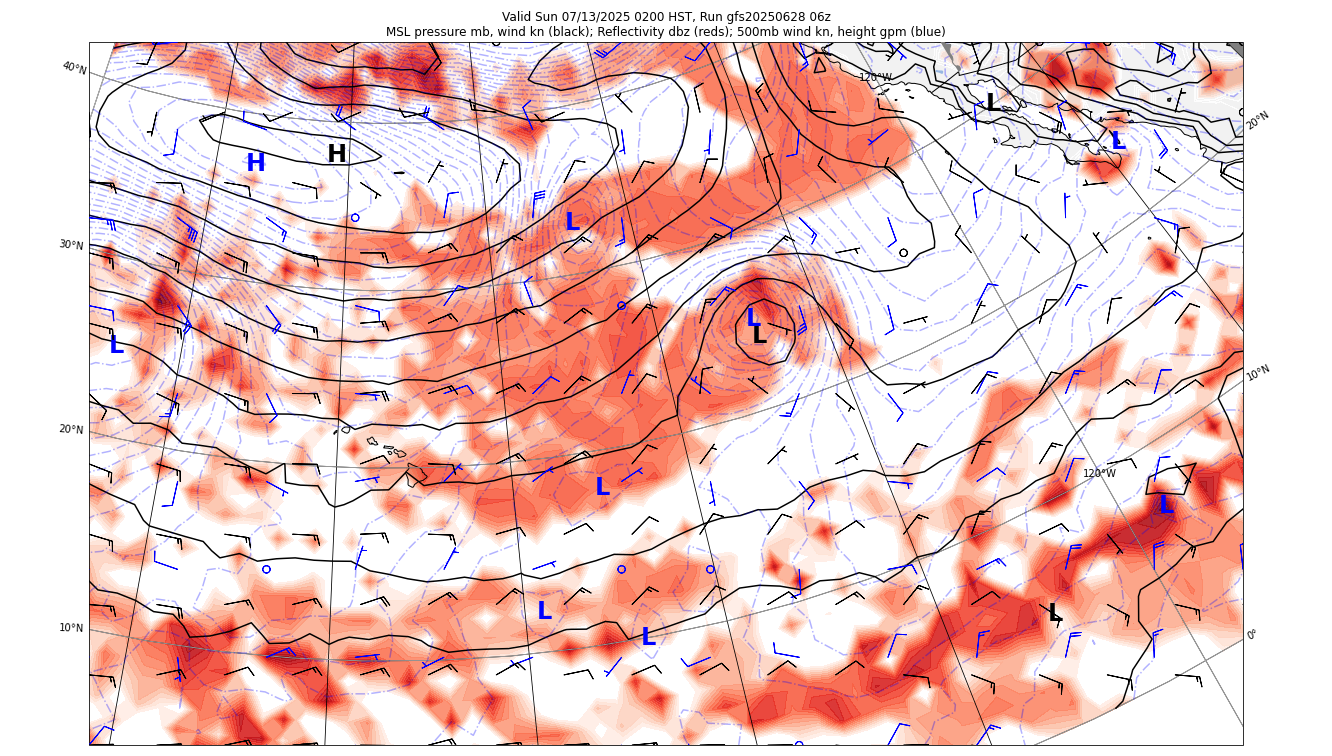 Valid Sun 07/13/2025 0200 HST, Run gfs20250628 06z
MSL pressure mb, wind kn (black); Reflectivity dbz (reds); 500mb wind kn, height gpm (blue)
40°N
120°W
L
20°N
L
H
H
L
30°N
L
L
L
10°N
20°N
120°W
L
L
L
L
L
10°N
0°